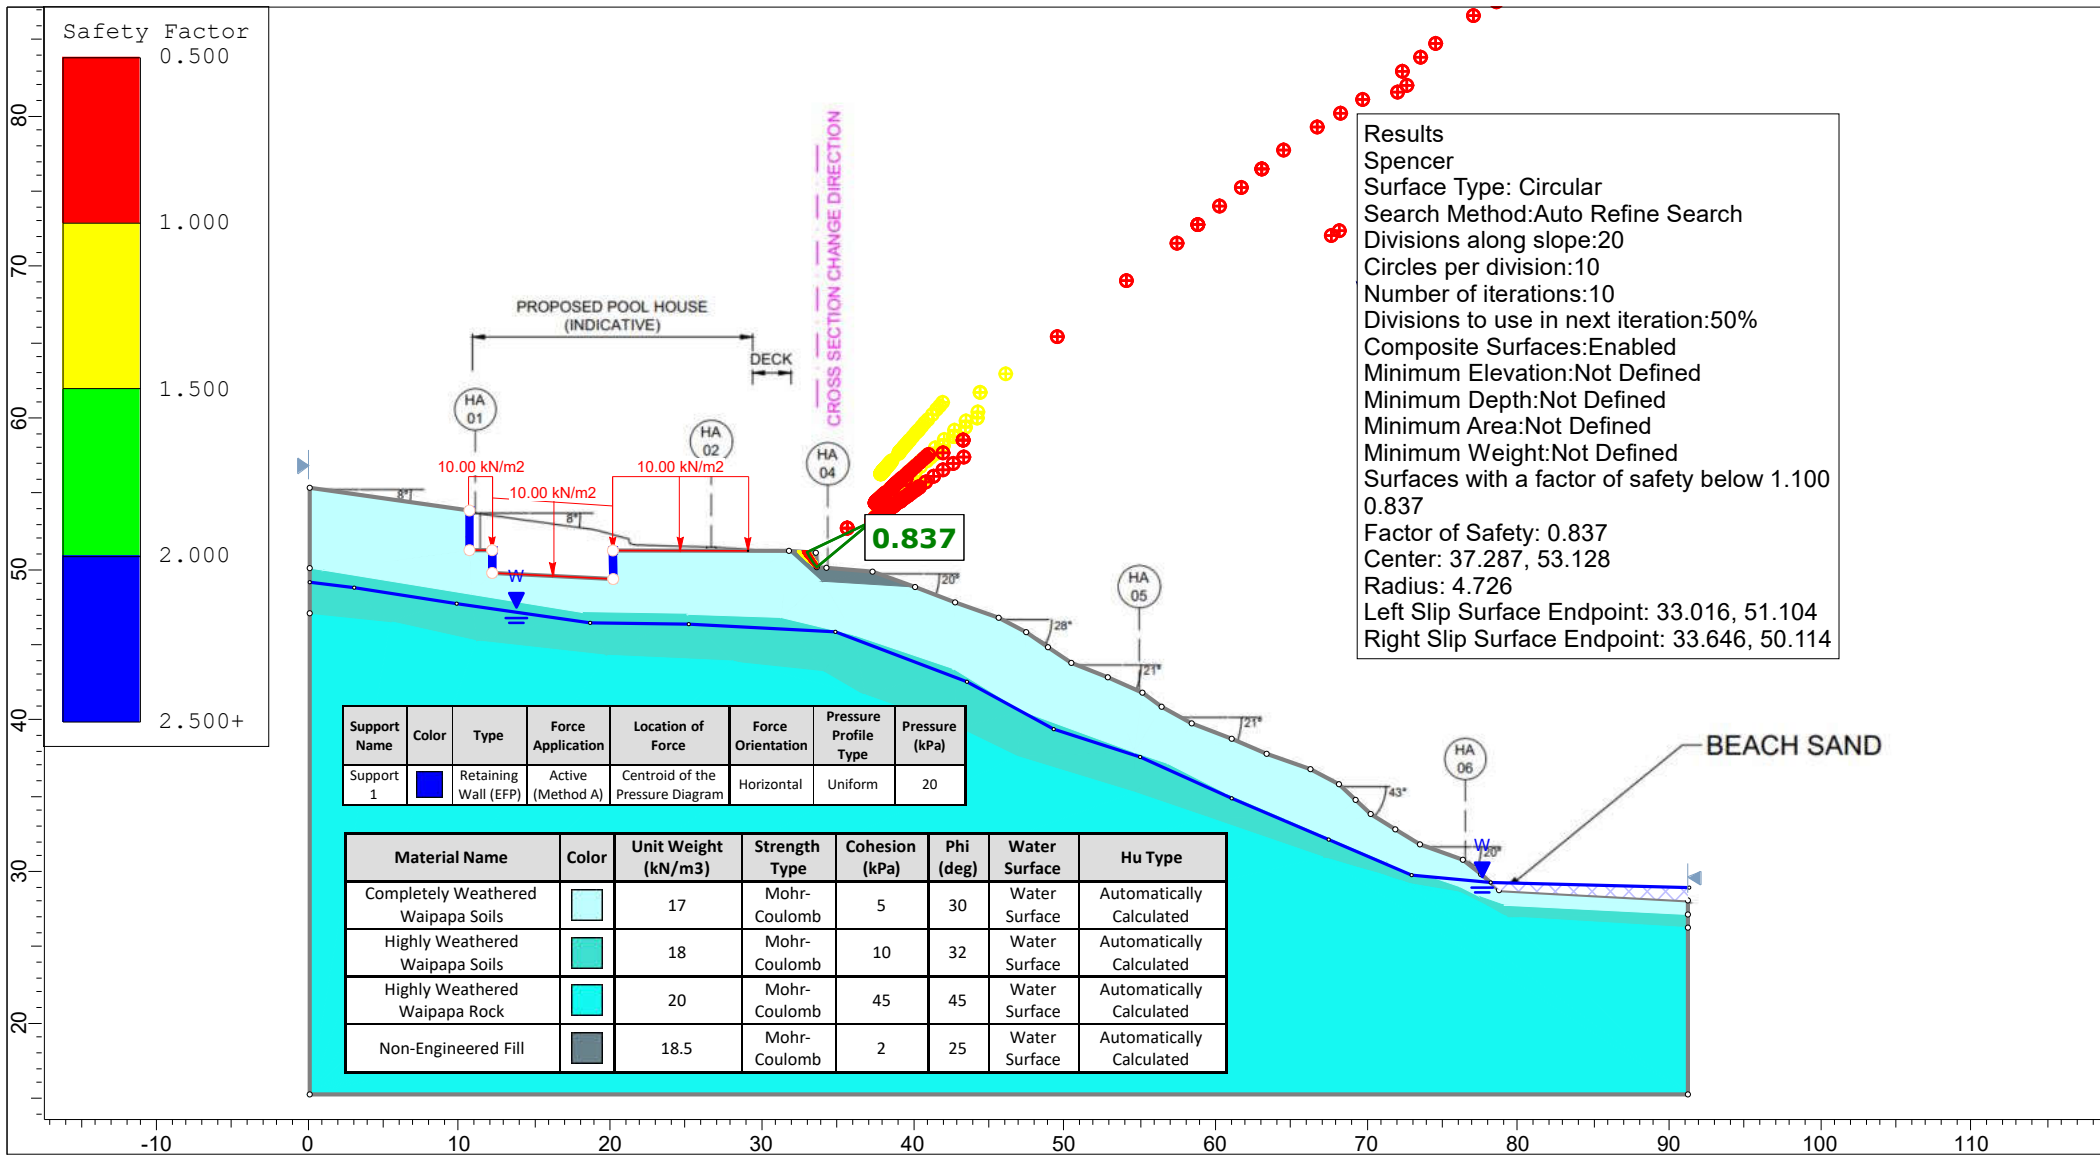 Safety Factor
0.500
1.000
1.500
2.000
2.500+
80
70
60
50
40
30
20
-10
0
10
20
30
40
50
60
70
80
90
100
110
PROPOSED POOL HOUSE
(INDICATIVE)
DECK
CROSS SECTION CHANGE DIRECTION
HA
01
HA
02
HA
04
HA
05
HA
06
10.00 kN/m2
10.00 kN/m2
10.00 kN/m2
8°
8°
20°
28°
21°
21°
43°
20°
W
W
0.837
BEACH SAND
Results
Spencer
Surface Type: Circular
Search Method:Auto Refine Search
Divisions along slope:20
Circles per division:10
Number of iterations:10
Divisions to use in next iteration:50%
Composite Surfaces:Enabled
Minimum Elevation:Not Defined
Minimum Depth:Not Defined
Minimum Area:Not Defined
Minimum Weight:Not Defined
Surfaces with a factor of safety below 1.100
0.837
Factor of Safety: 0.837
Center: 37.287, 53.128
Radius: 4.726
Left Slip Surface Endpoint: 33.016, 51.104
Right Slip Surface Endpoint: 33.646, 50.114
Support Name | Color | Type | Force Application | Location of Force | Force Orientation | Pressure Profile Type | Pressure (kPa)
Support 1 | Retaining Wall (EFP) | Active (Method A) | Centroid of the Pressure Diagram | Horizontal | Uniform | 20
Material Name | Color | Unit Weight (kN/m3) | Strength Type | Cohesion (kPa) | Phi (deg) | Water Surface | Hu Type
Completely Weathered Waipapa Soils | 17 | Mohr-Coulomb | 5 | 30 | Water Surface | Automatically Calculated
Highly Weathered Waipapa Soils | 18 | Mohr-Coulomb | 10 | 32 | Water Surface | Automatically Calculated
Highly Weathered Waipapa Rock | 20 | Mohr-Coulomb | 45 | 45 | Water Surface | Automatically Calculated
Non-Engineered Fill | 18.5 | Mohr-Coulomb | 2 | 25 | Water Surface | Automatically Calculated